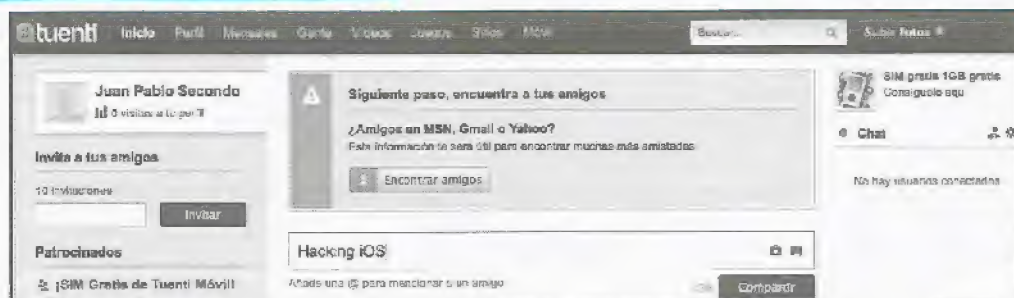 tuenti Inicio Perfil Mensajes Gente Vídeos Juegos Sitios Móvil Buscar... Subir fotos
Juan Pablo Secondo
0 visitas a tu perfil
Invita a tus amigos
10 invitaciones
Invitar
Patrocinados
¡SIM Gratis de Tuenti Móvil!
Siguiente paso, encuentra a tus amigos
¿Amigos en MSN, Gmail o Yahoo?
Esta información te será útil para encontrar muchas más amistades
Encontrar amigos
Hacking iOS
Añade una @ para mencionar a un amigo
Compartir
SIM gratis 1GB gratis
Consíguelo aquí
Chat
No hay usuarios conectados